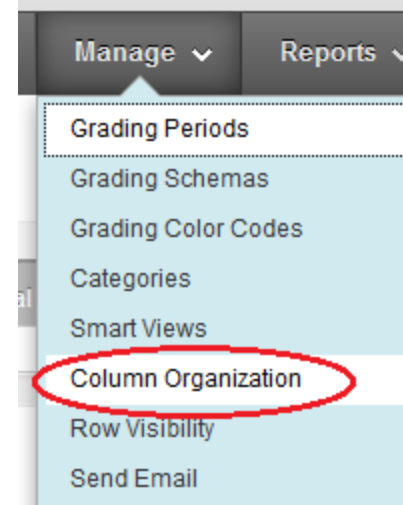 Manage Reports
Grading Periods
Grading Schemas
Grading Color Codes
Categories
Smart Views
Column Organization
Row Visibility
Send Email